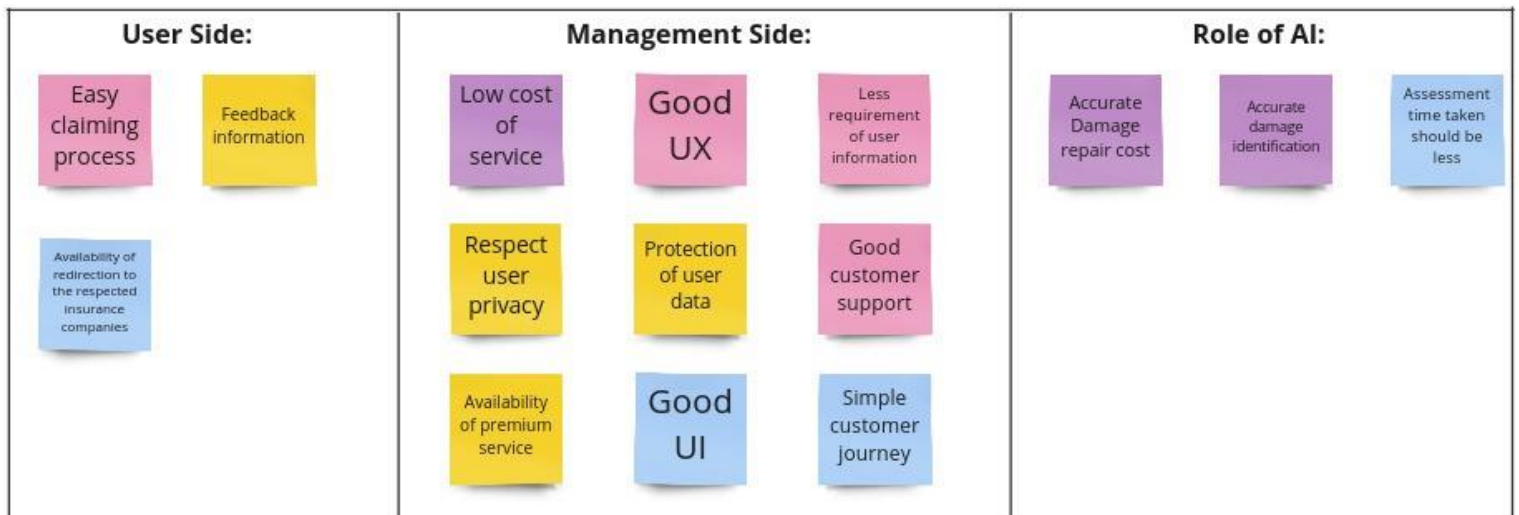 User Side:
Management Side:
Role of AI:
Easy
claiming
process
Feedback
information
Availability of
redirection to
the respected
insurance
companies
Low cost
of
service
Good
UX
Less
requirement
of user
information
Respect
user
privacy
Protection
of user
data
Good
customer
support
Availability
of premium
service
Good
UI
Simple
customer
journey
Accurate
Damage
repair cost
Accurate
damage
identification
Assessment
time taken
should be
less